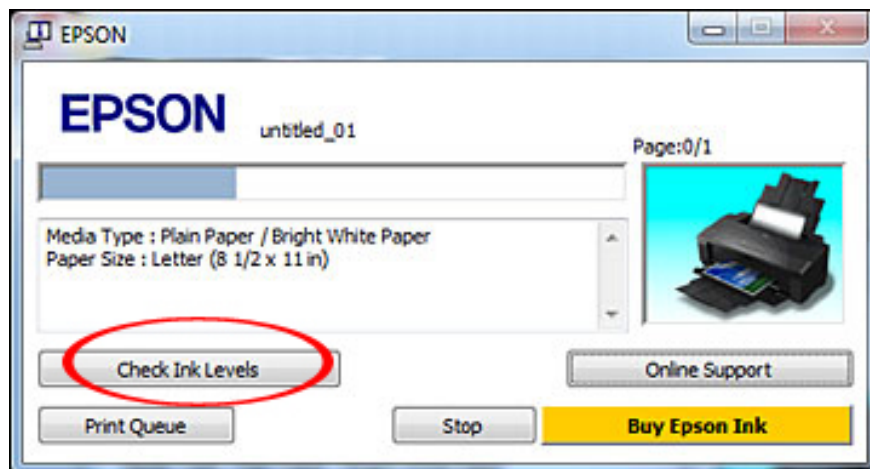 EPSON
EPSON
untitled_01
Page:0/1
Media Type : Plain Paper / Bright White Paper
Paper Size : Letter (8 1/2 x 11 in)
Check Ink Levels
Online Support
Print Queue
Stop
Buy Epson Ink